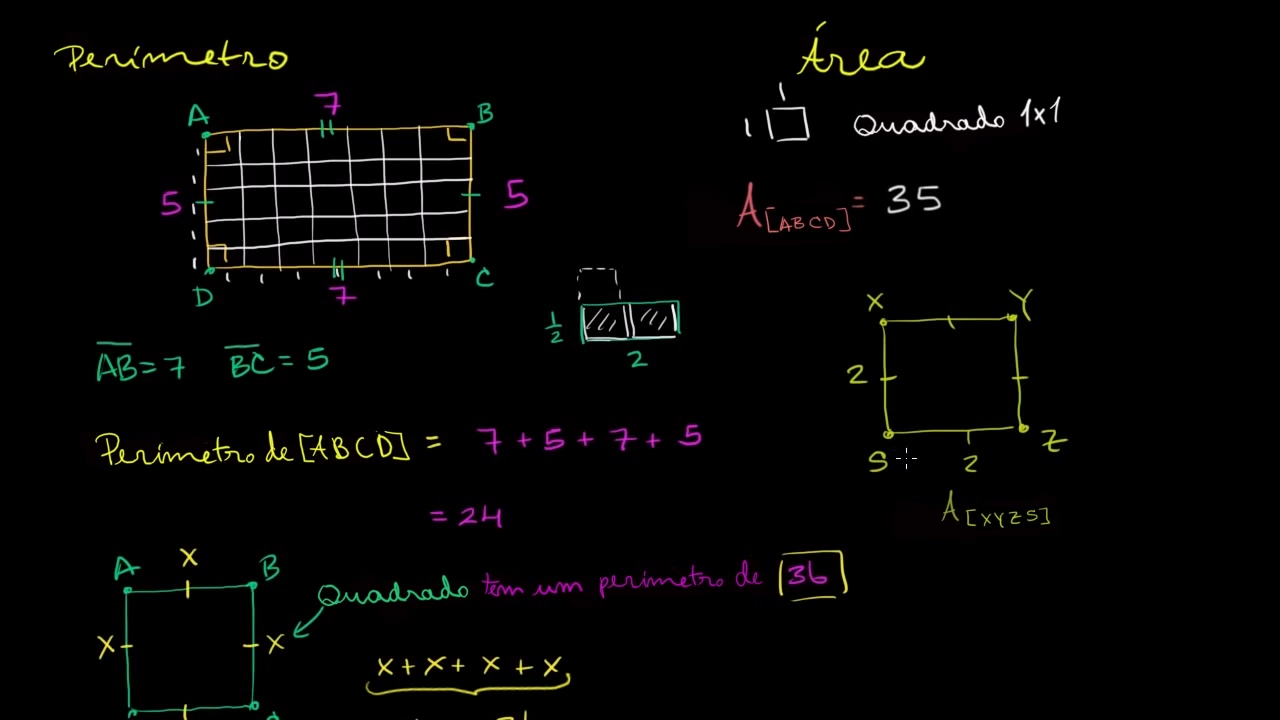 Perímetro
A 7 B
5 5
D 7 C
AB = 7 BC = 5
Perímetro de [ABCD] = 7 + 5 + 7 + 5
= 24
A X B
X X
Quadrado tem um perímetro de 36
x + x + x + x
1/2
2
Área
1
1 Quadrado 1x1
A[ABCD] = 35
X Y
2
S 2 Z
A[XYZS]